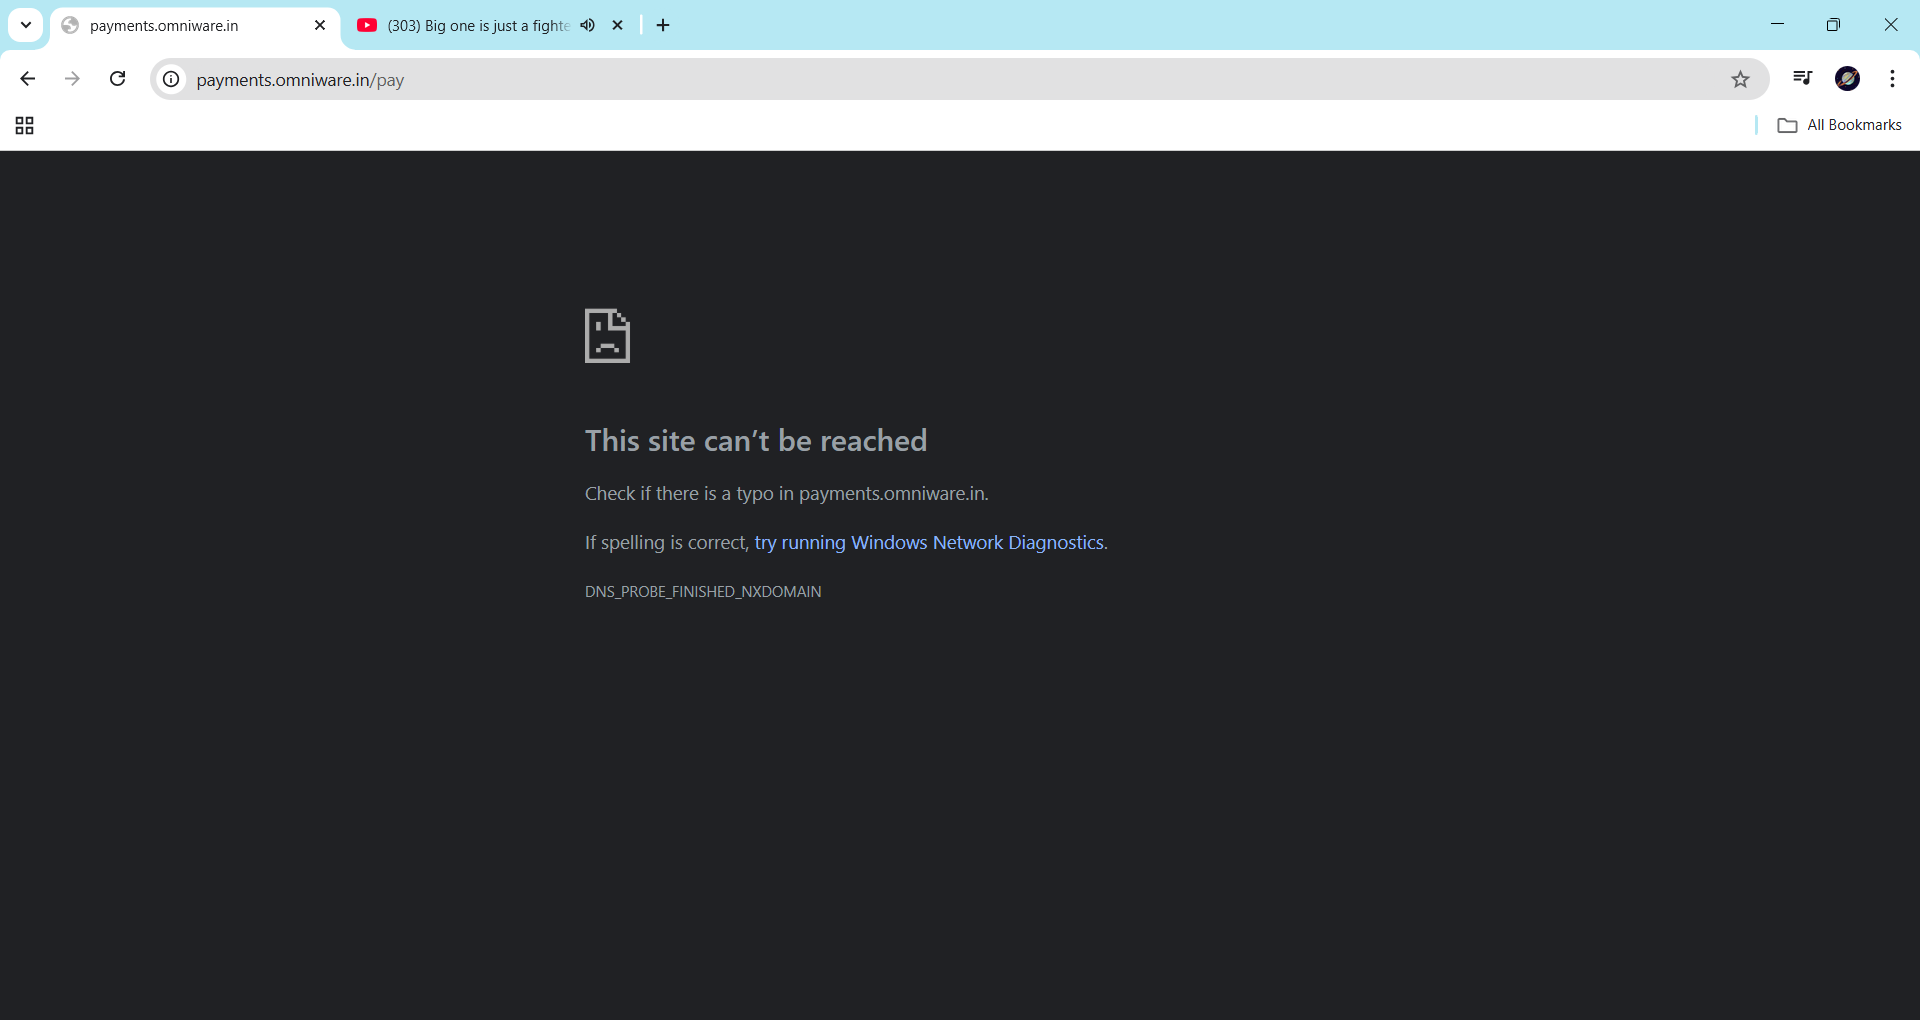 payments.omniware.in
(303) Big one is just a fighte
payments.omniware.in/pay
All Bookmarks
This site can’t be reached
Check if there is a typo in payments.omniware.in.
If spelling is correct, try running Windows Network Diagnostics.
DNS_PROBE_FINISHED_NXDOMAIN